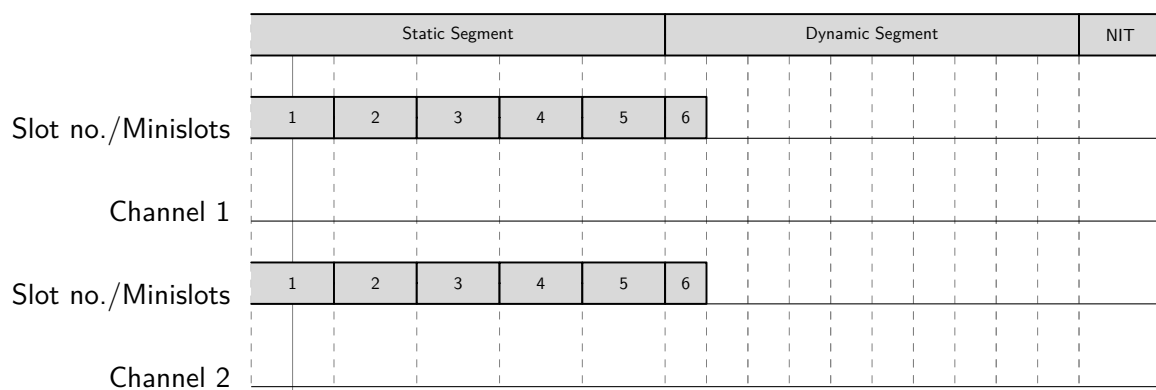 Static Segment Dynamic Segment NIT
Slot no./Minislots 1 2 3 4 5 6
Channel 1
Slot no./Minislots 1 2 3 4 5 6
Channel 2